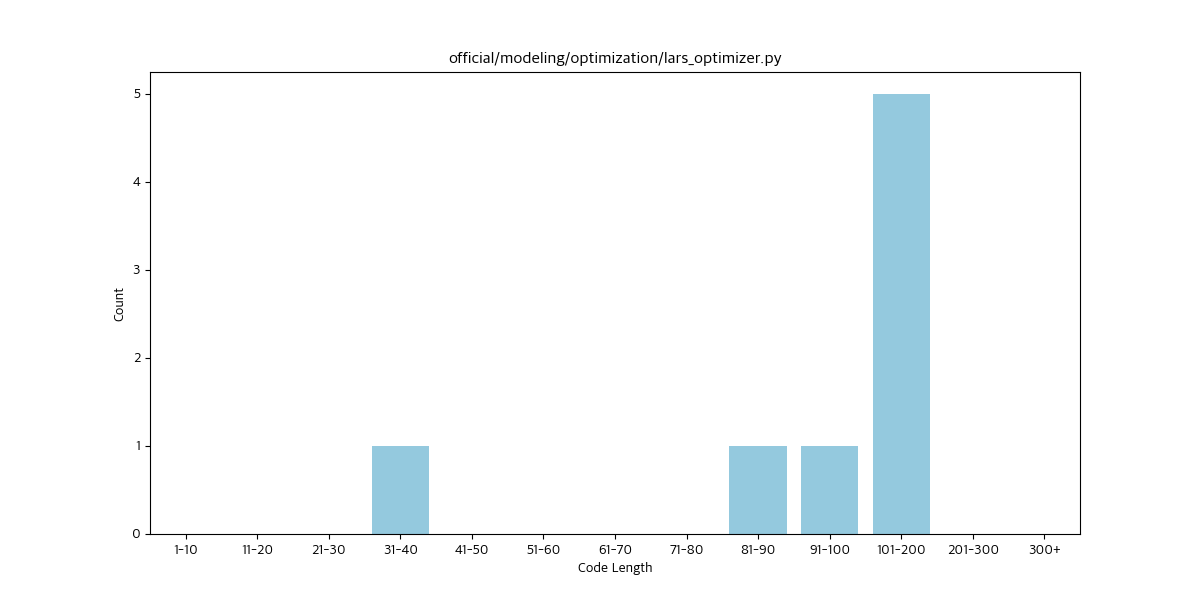 official/modeling/optimization/lars_optimizer.py
5
4
3
2
1
0
Count
1-10 11-20 21-30 31-40 41-50 51-60 61-70 71-80 81-90 91-100 101-200 201-300 300+
Code Length